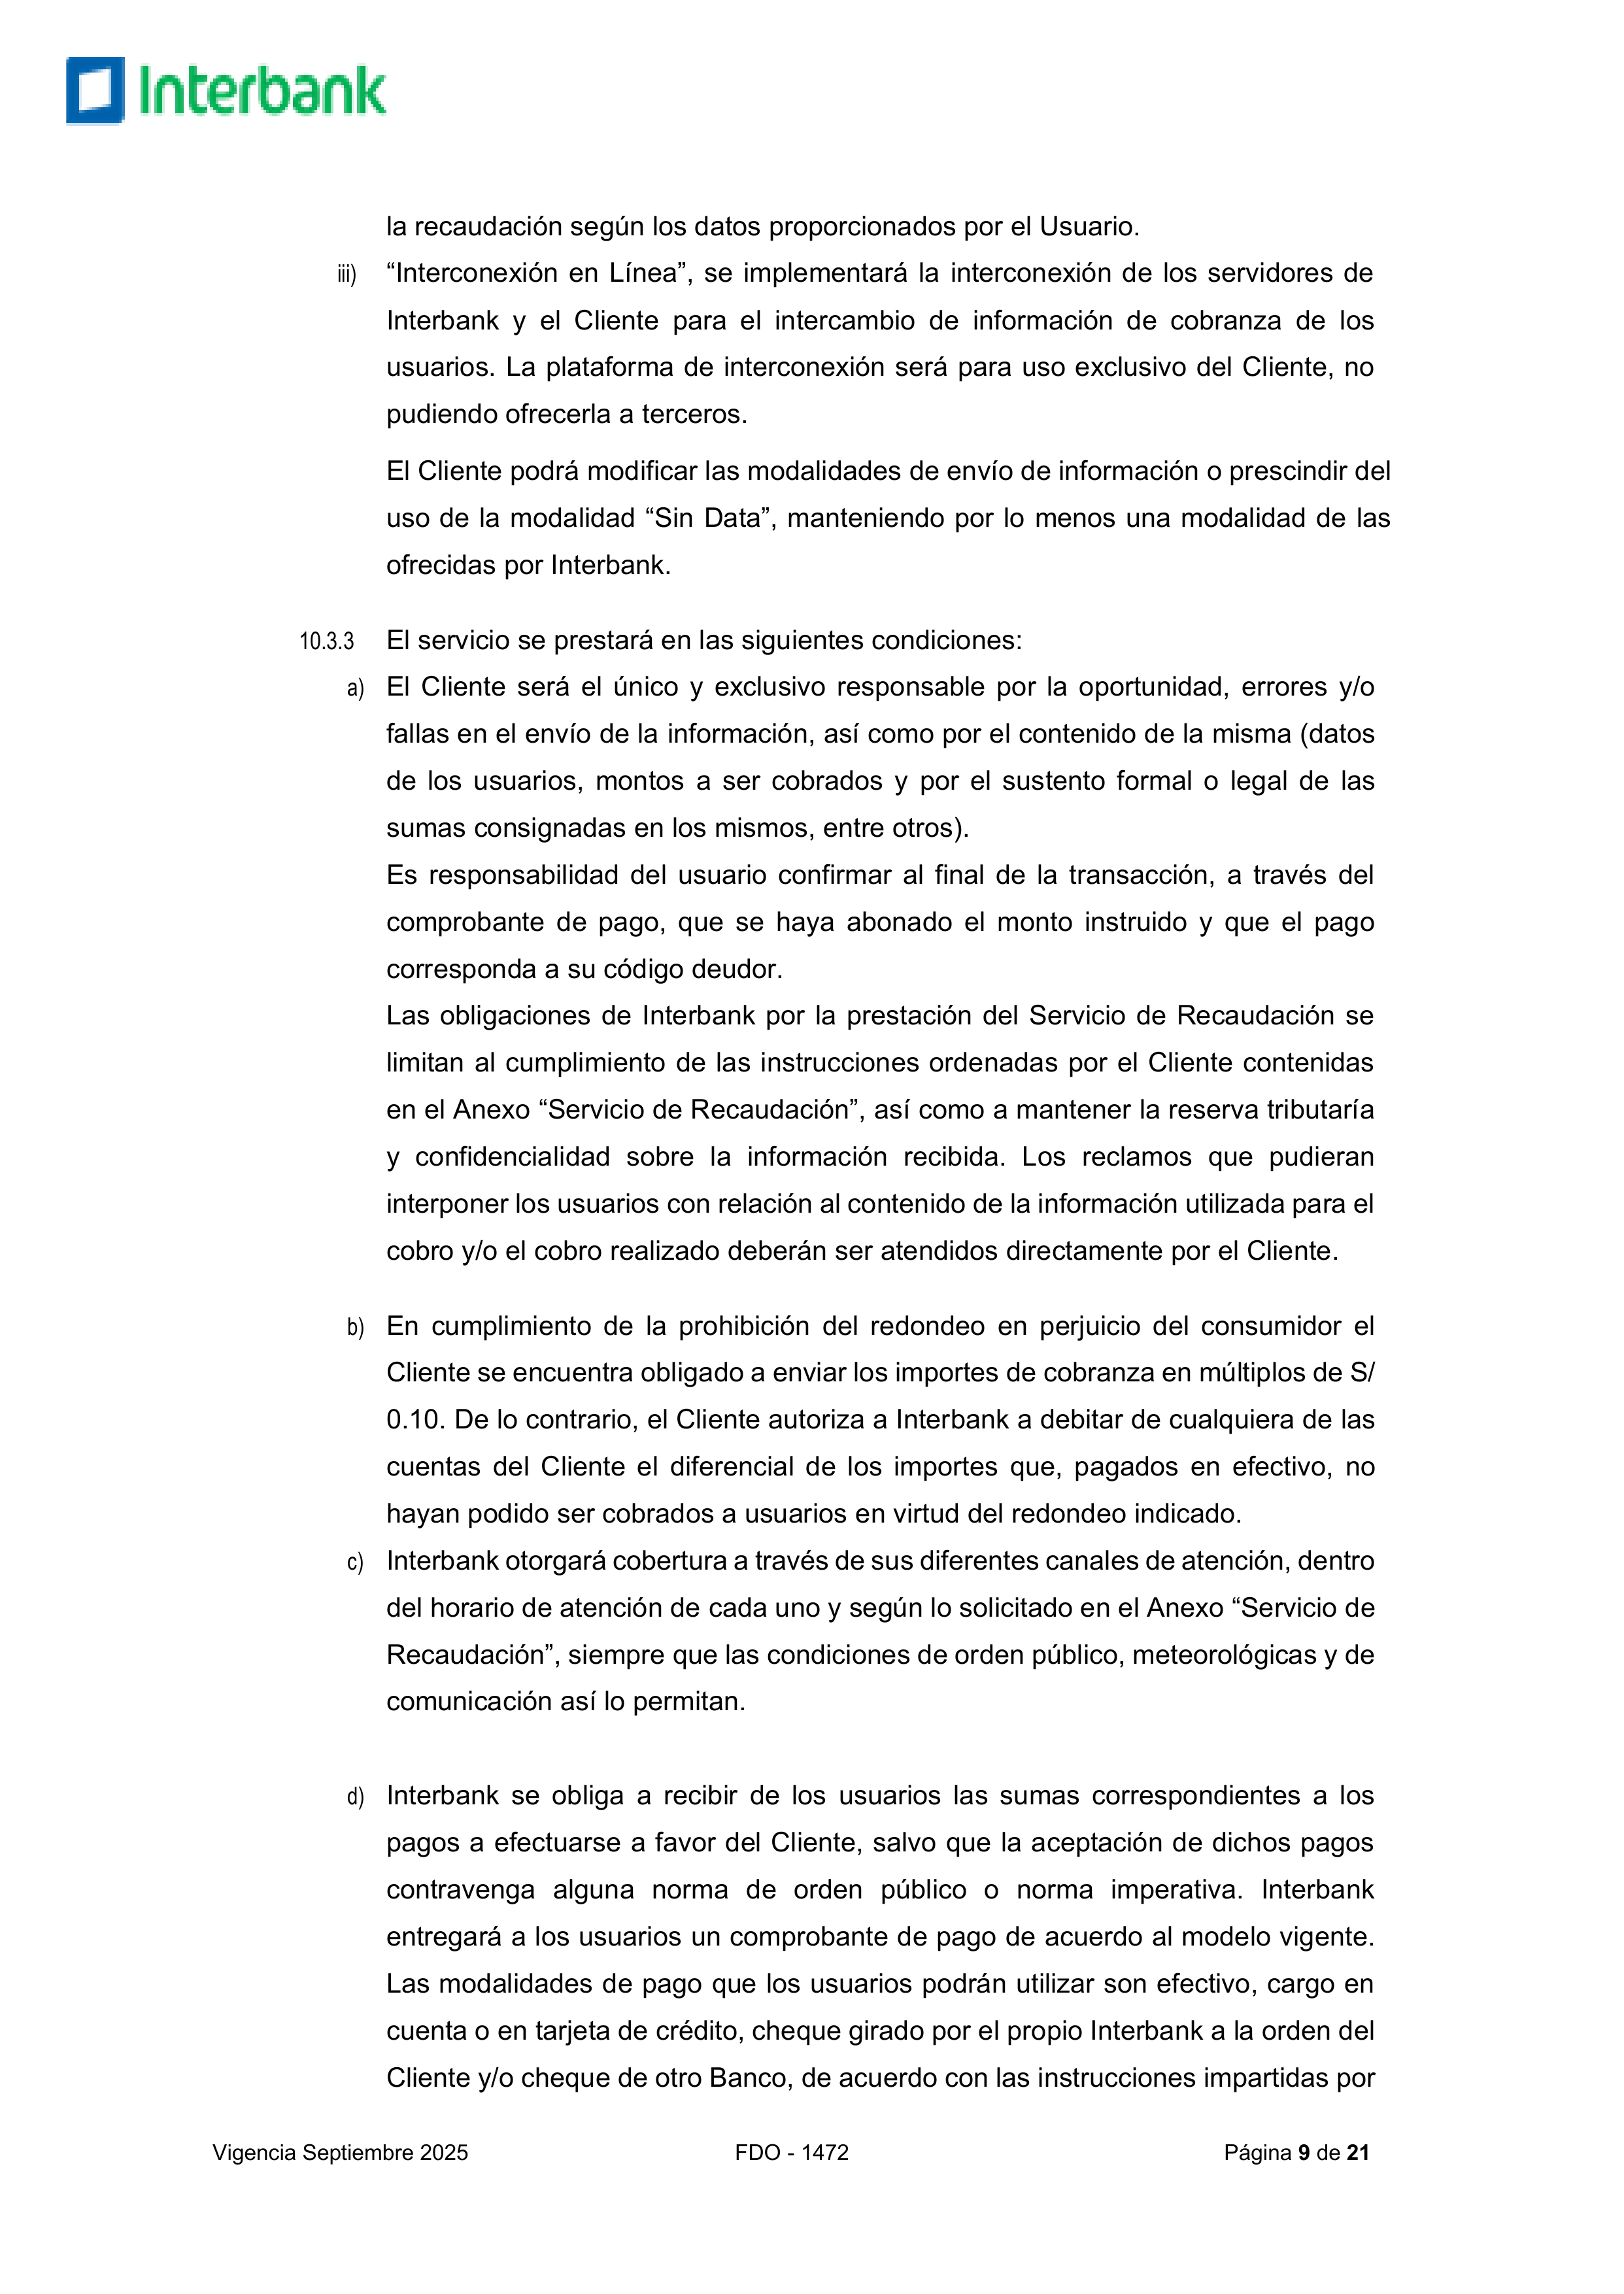 Interbank
la recaudación según los datos proporcionados por el Usuario.
iii) “Interconexión en Línea”, se implementará la interconexión de los servidores de
Interbank y el Cliente para el intercambio de información de cobranza de los
usuarios. La plataforma de interconexión será para uso exclusivo del Cliente, no
pudiendo ofrecerla a terceros.
El Cliente podrá modificar las modalidades de envío de información o prescindir del
uso de la modalidad “Sin Data”, manteniendo por lo menos una modalidad de las
ofrecidas por Interbank.
10.3.3 El servicio se prestará en las siguientes condiciones:
a) El Cliente será el único y exclusivo responsable por la oportunidad, errores y/o
fallas en el envío de la información, así como por el contenido de la misma (datos
de los usuarios, montos a ser cobrados y por el sustento formal o legal de las
sumas consignadas en los mismos, entre otros).
Es responsabilidad del usuario confirmar al final de la transacción, a través del
comprobante de pago, que se haya abonado el monto instruido y que el pago
corresponda a su código deudor.
Las obligaciones de Interbank por la prestación del Servicio de Recaudación se
limitan al cumplimiento de las instrucciones ordenadas por el Cliente contenidas
en el Anexo “Servicio de Recaudación”, así como a mantener la reserva tributaría
y confidencialidad sobre la información recibida. Los reclamos que pudieran
interponer los usuarios con relación al contenido de la información utilizada para el
cobro y/o el cobro realizado deberán ser atendidos directamente por el Cliente.
b) En cumplimiento de la prohibición del redondeo en perjuicio del consumidor el
Cliente se encuentra obligado a enviar los importes de cobranza en múltiplos de S/
0.10. De lo contrario, el Cliente autoriza a Interbank a debitar de cualquiera de las
cuentas del Cliente el diferencial de los importes que, pagados en efectivo, no
hayan podido ser cobrados a usuarios en virtud del redondeo indicado.
c) Interbank otorgará cobertura a través de sus diferentes canales de atención, dentro
del horario de atención de cada uno y según lo solicitado en el Anexo “Servicio de
Recaudación”, siempre que las condiciones de orden público, meteorológicas y de
comunicación así lo permitan.
d) Interbank se obliga a recibir de los usuarios las sumas correspondientes a los
pagos a efectuarse a favor del Cliente, salvo que la aceptación de dichos pagos
contravenga alguna norma de orden público o norma imperativa. Interbank
entregará a los usuarios un comprobante de pago de acuerdo al modelo vigente.
Las modalidades de pago que los usuarios podrán utilizar son efectivo, cargo en
cuenta o en tarjeta de crédito, cheque girado por el propio Interbank a la orden del
Cliente y/o cheque de otro Banco, de acuerdo con las instrucciones impartidas por
Vigencia Septiembre 2025 FDO - 1472 Página 9 de 21